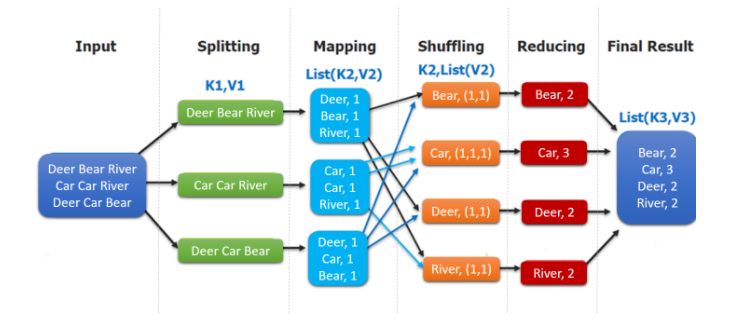 Input
Splitting
Mapping
Shuffling
Reducing
Final Result
K1,V1
List(K2,V2)
K2,List(V2)
List(K3,V3)
Deer Bear River
Car Car River
Deer Car Bear
Deer Bear River
Car Car River
Deer Car Bear
Deer, 1
Bear, 1
River, 1
Car, 1
Car, 1
River, 1
Deer, 1
Car, 1
Bear, 1
Bear, (1,1)
Car, (1,1,1)
Deer, (1,1)
River, (1,1)
Bear, 2
Car, 3
Deer, 2
River, 2
Bear, 2
Car, 3
Deer, 2
River, 2